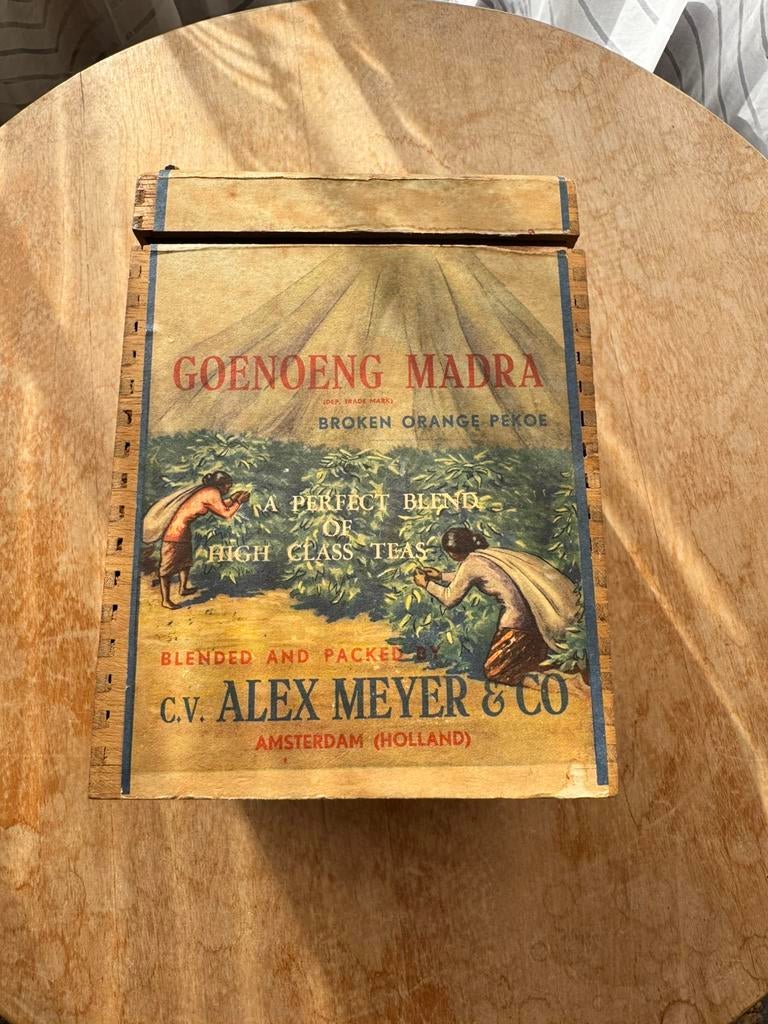 GOENOENG MADRA
(DEP. TRADE MARK)
BROKEN ORANGE PEKOE
A PERFECT BLEND
OF
HIGH CLASS TEAS
BLENDED AND PACKED BY
C.V. ALEX MEYER & CO
AMSTERDAM (HOLLAND)